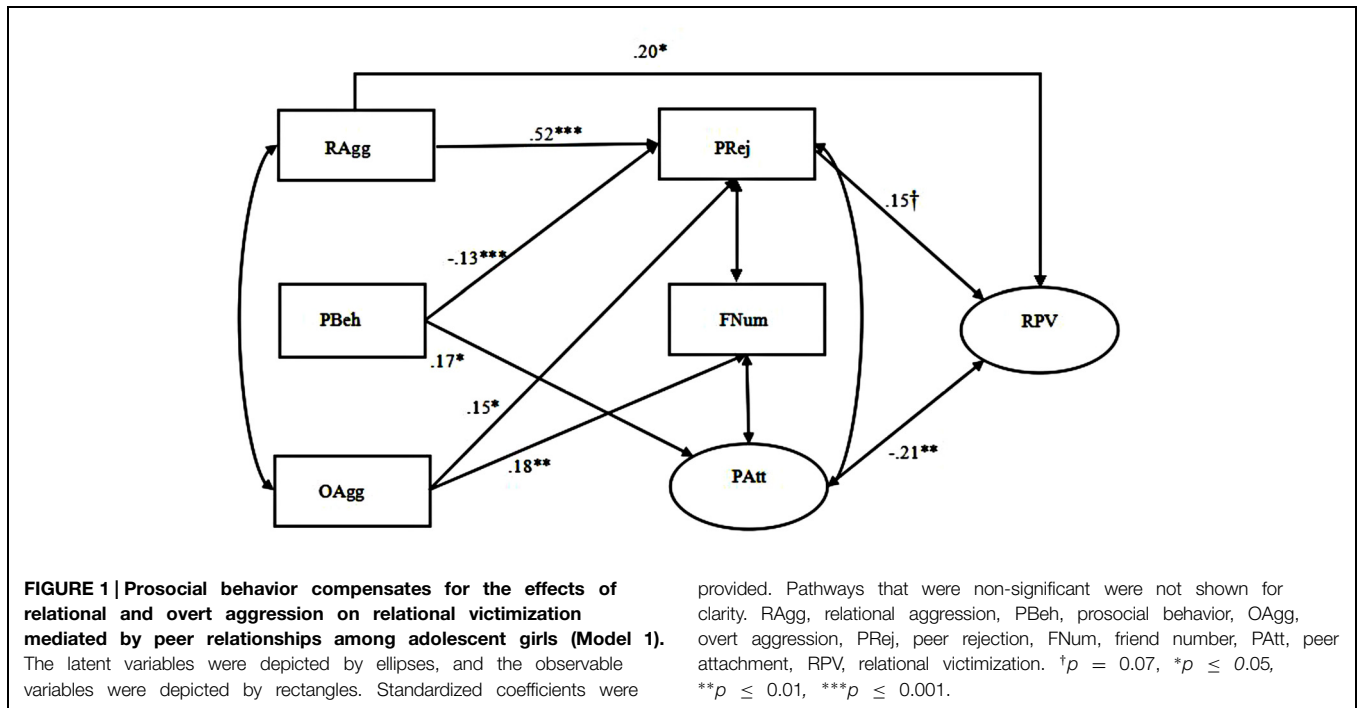 .20*
RAgg
.52***
PRej
.15†
-.13***
PBeh
FNum
RPV
.17*
.15*
.18**
-.21**
OAgg
PAtt
FIGURE 1 | Prosocial behavior compensates for the effects of
relational and overt aggression on relational victimization
mediated by peer relationships among adolescent girls (Model 1).
The latent variables were depicted by ellipses, and the observable
variables were depicted by rectangles. Standardized coefficients were
provided. Pathways that were non-significant were not shown for
clarity. RAgg, relational aggression, PBeh, prosocial behavior, OAgg,
overt aggression, PRej, peer rejection, FNum, friend number, PAtt, peer
attachment, RPV, relational victimization. †p = 0.07, *p ≤ 0.05,
**p ≤ 0.01, ***p ≤ 0.001.